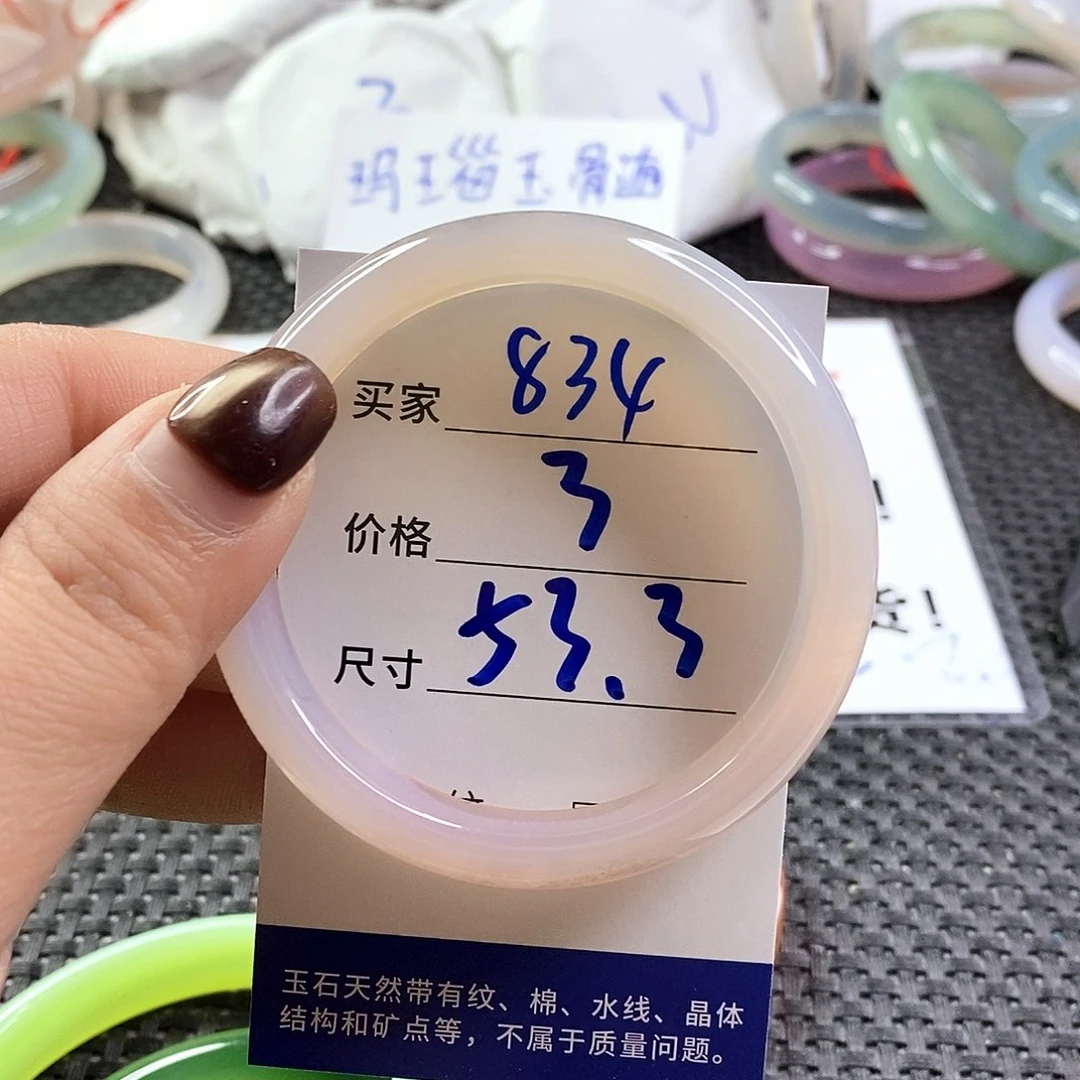 玛瑙玉骨遊
买家 834
价格 3
尺寸 53.3
玉石天然带有纹、棉、水线、晶体
结构和矿点等，不属于质量问题。